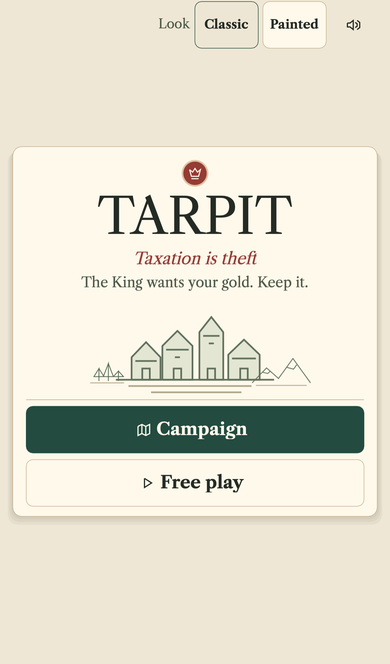 Look Classic Painted
TARPIT
Taxation is theft
The King wants your gold. Keep it.
Campaign
Free play